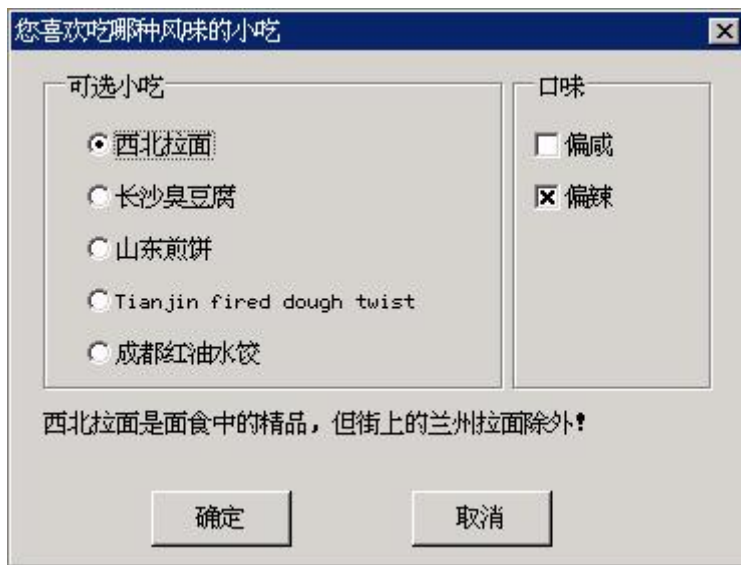 您喜欢吃哪种风味的小吃
可选小吃
口味
西北拉面
偏咸
长沙臭豆腐
偏辣
山东煎饼
Tianjin fired dough twist
成都红油水饺
西北拉面是面食中的精品，但街上的兰州拉面除外！
确定
取消